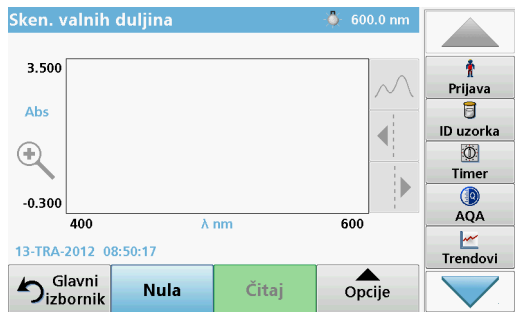 Sken. valnih duljina
600.0 nm
3.500
Abs
-0.300
400
λ nm
600
13-TRA-2012 08:50:17
Glavni
izbornik
Nula
Čitaj
Opcije
Prijava
ID uzorka
Timer
AQA
Trendovi